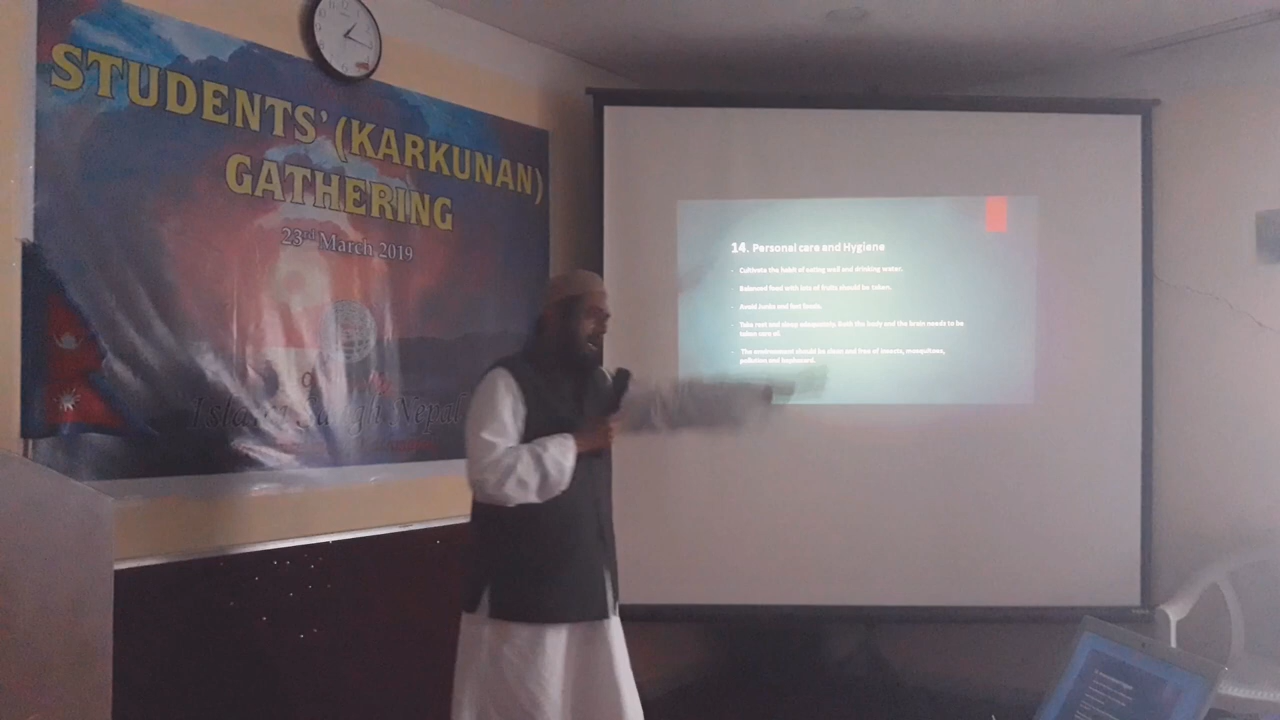 STUDENTS' (KARKUNAN)
GATHERING
23rd March 2019
Islami Sangh Nepal
14. Personal care and Hygiene
- Cultivate the habit of eating well and drinking water.
- Balanced food with lots of fruits should be taken.
- Avoid Junks and fast foods.
- Take rest and sleep adequately. Both the body and the brain needs to be
taken care of.
- The environment should be clean and free of insects, mosquitoes,
pollution and